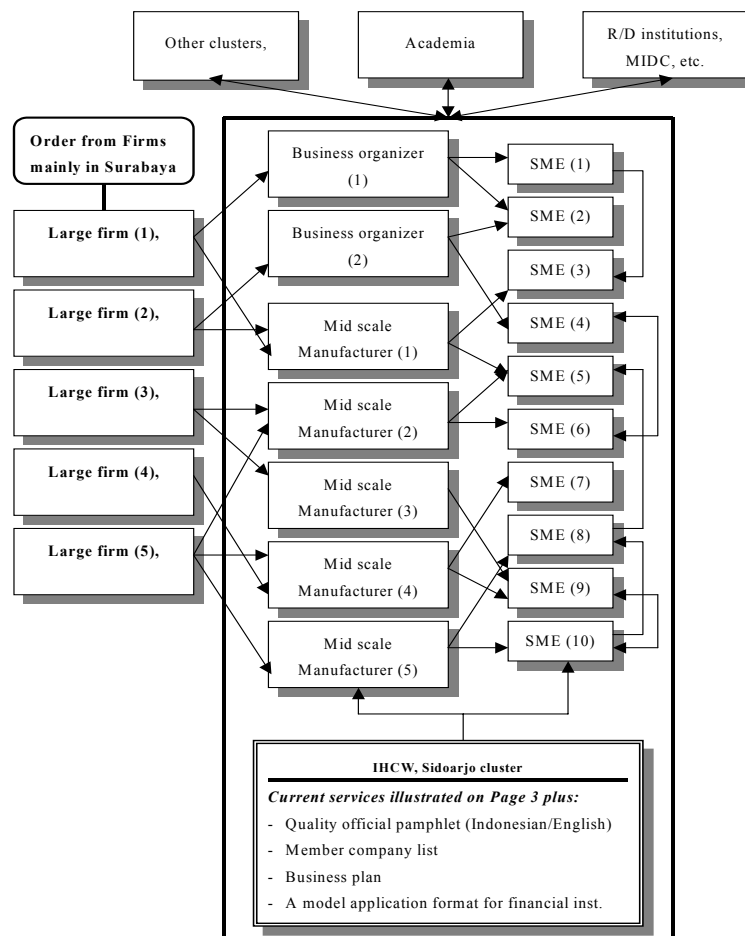 Other clusters,
Academia
R/D institutions,
MIDC, etc.
Order from Firms
mainly in Surabaya
Large firm (1),
Large firm (2),
Large firm (3),
Large firm (4),
Large firm (5),
Business organizer
(1)
Business organizer
(2)
Mid scale
Manufacturer (1)
Mid scale
Manufacturer (2)
Mid scale
Manufacturer (3)
Mid scale
Manufacturer (4)
Mid scale
Manufacturer (5)
SME (1)
SME (2)
SME (3)
SME (4)
SME (5)
SME (6)
SME (7)
SME (8)
SME (9)
SME (10)
IHCW, Sidoarjo cluster
Current services illustrated on Page 3 plus:
- Quality official pamphlet (Indonesian/English)
- Member company list
- Business plan
- A model application format for financial inst.